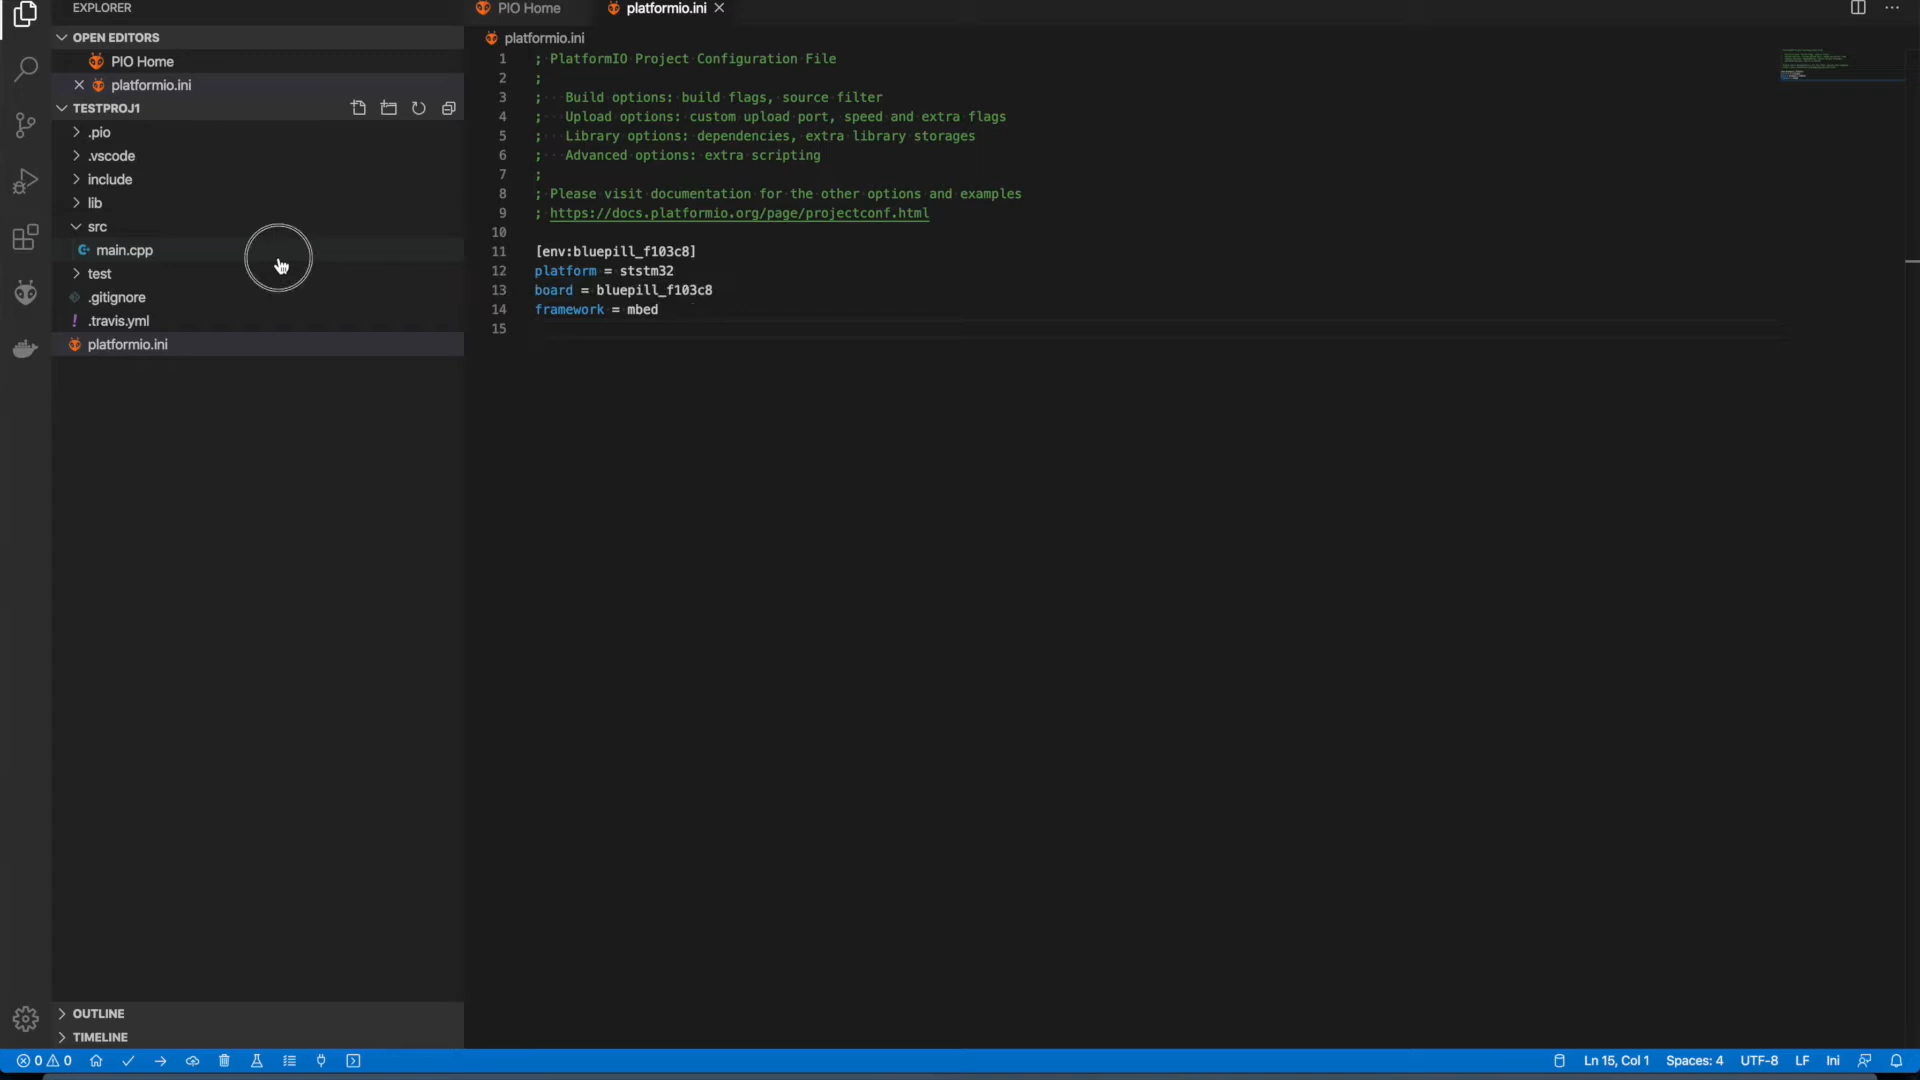 EXPLORER
OPEN EDITORS
PIO Home
platformio.ini
TESTPROJ1
.pio
.vscode
include
lib
src
main.cpp
test
.gitignore
.travis.yml
platformio.ini
OUTLINE
TIMELINE
PIO Home
platformio.ini
platformio.ini
1 ; PlatformIO Project Configuration File
2 ;
3 ;   Build options: build flags, source filter
4 ;   Upload options: custom upload port, speed and extra flags
5 ;   Library options: dependencies, extra library storages
6 ;   Advanced options: extra scripting
7 ;
8 ; Please visit documentation for the other options and examples
9 ; https://docs.platformio.org/page/projectconf.html
10
11 [env:bluepill_f103c8]
12 platform = ststm32
13 board = bluepill_f103c8
14 framework = mbed
15
0 0
Ln 15, Col 1 Spaces: 4 UTF-8 LF Ini